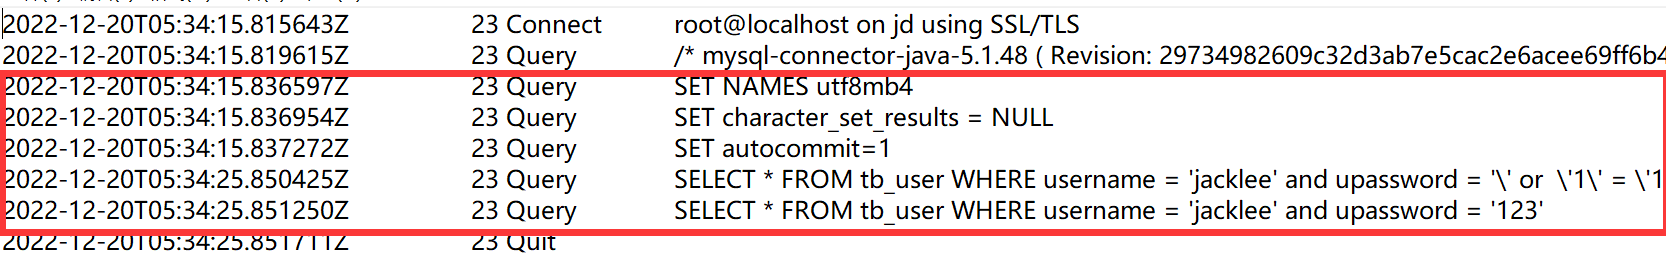 2022-12-20T05:34:15.815643Z 23 Connect root@localhost on jd using SSL/TLS
2022-12-20T05:34:15.819615Z 23 Query /* mysql-connector-java-5.1.48 ( Revision: 29734982609c32d3ab7e5cac2e6acee69ff6b4
2022-12-20T05:34:15.836597Z 23 Query SET NAMES utf8mb4
2022-12-20T05:34:15.836954Z 23 Query SET character_set_results = NULL
2022-12-20T05:34:15.837272Z 23 Query SET autocommit=1
2022-12-20T05:34:25.850425Z 23 Query SELECT * FROM tb_user WHERE username = 'jacklee' and upassword = '\' or \'1\' = \'1
2022-12-20T05:34:25.851250Z 23 Query SELECT * FROM tb_user WHERE username = 'jacklee' and upassword = '123'
2022-12-20T05:34:25.851711Z 23 Quit